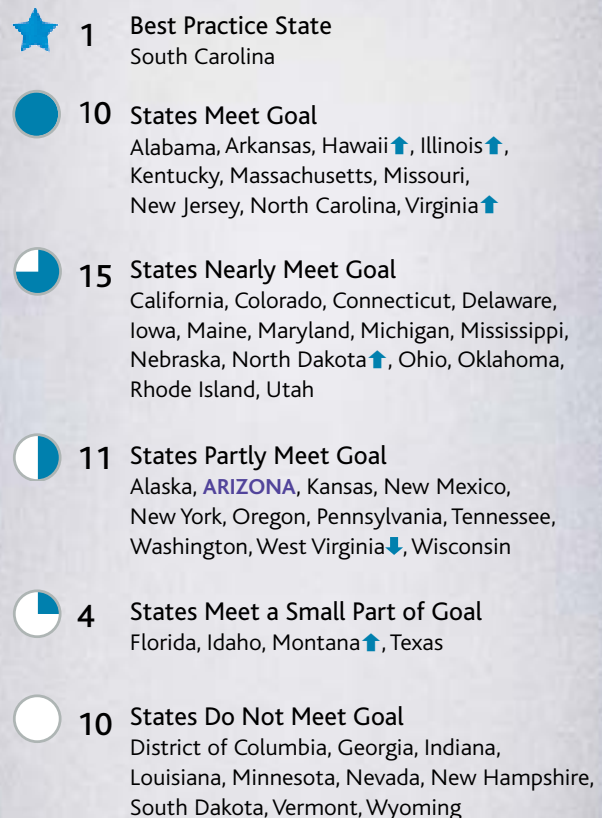 1 Best Practice State
South Carolina
10 States Meet Goal
Alabama, Arkansas, Hawaii⬆, Illinois⬆,
Kentucky, Massachusetts, Missouri,
New Jersey, North Carolina, Virginia⬆
15 States Nearly Meet Goal
California, Colorado, Connecticut, Delaware,
Iowa, Maine, Maryland, Michigan, Mississippi,
Nebraska, North Dakota⬆, Ohio, Oklahoma,
Rhode Island, Utah
11 States Partly Meet Goal
Alaska, ARIZONA, Kansas, New Mexico,
New York, Oregon, Pennsylvania, Tennessee,
Washington, West Virginia⬇, Wisconsin
4 States Meet a Small Part of Goal
Florida, Idaho, Montana⬆, Texas
10 States Do Not Meet Goal
District of Columbia, Georgia, Indiana,
Louisiana, Minnesota, Nevada, New Hampshire,
South Dakota, Vermont, Wyoming